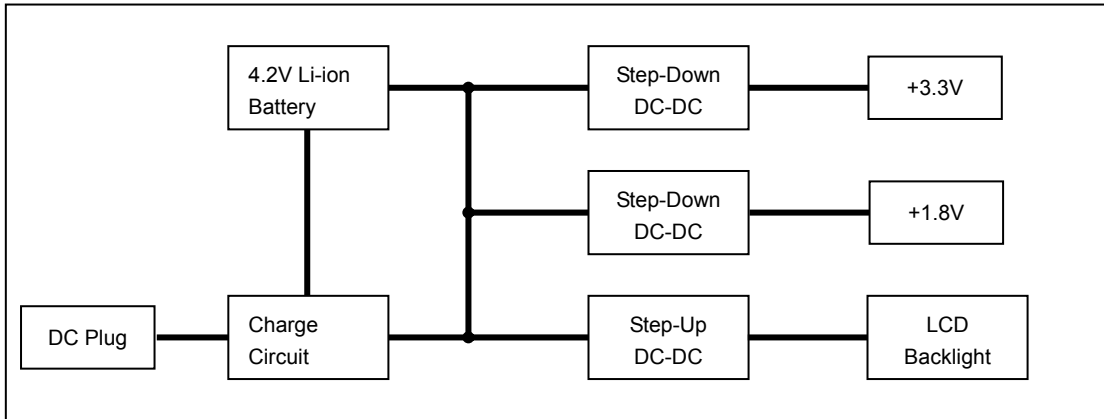 4.2V Li-ion
Battery
Step-Down
DC-DC
+3.3V
Step-Down
DC-DC
+1.8V
DC Plug
Charge
Circuit
Step-Up
DC-DC
LCD
Backlight